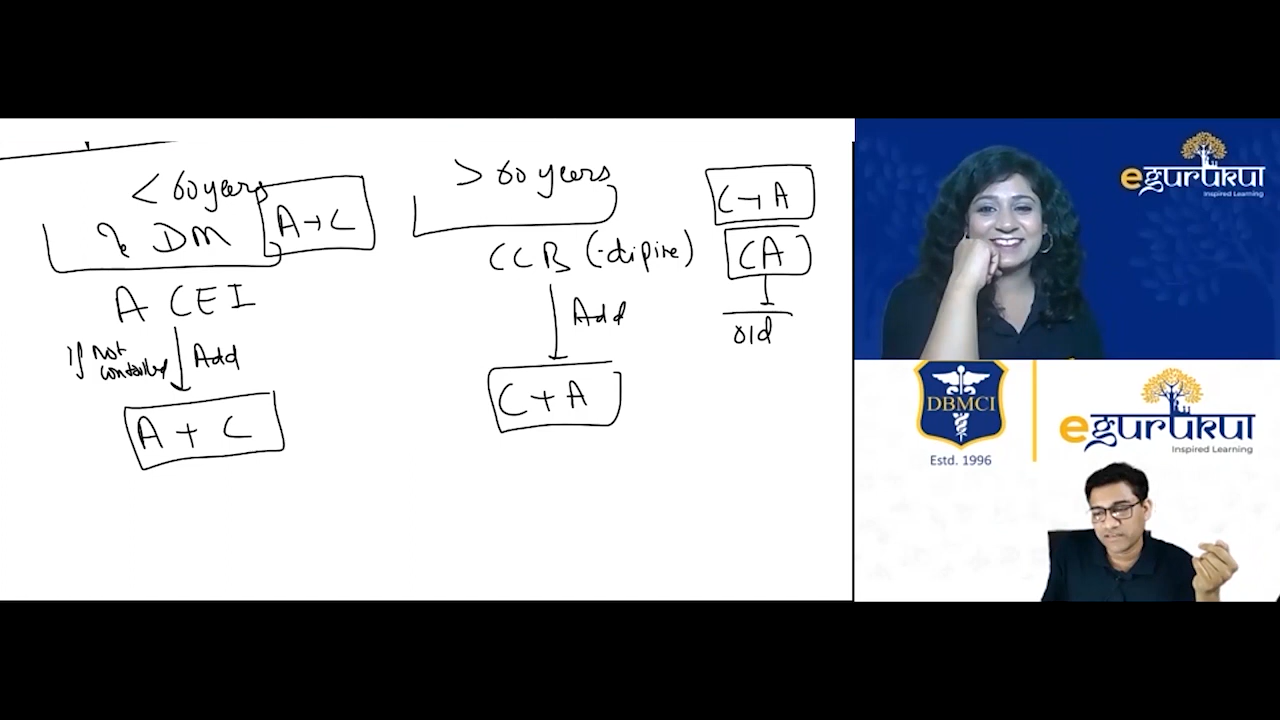 < 60 years
DM
A + C
ACEI
If not controlled
Add
A + C
> 60 years
CCB (-dipine)
Add
C + A
C + A
CA
old
egurukul
Inspired Learning
DBMCI
Estd. 1996
egurukul
Inspired Learning